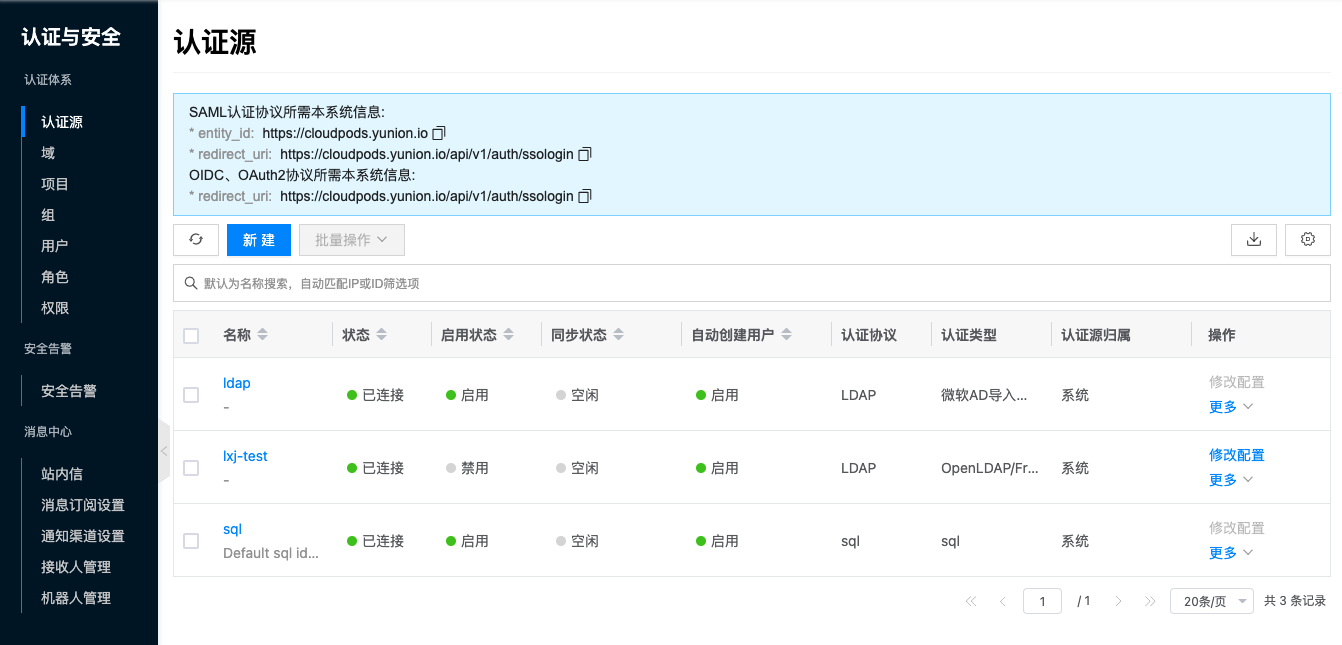 认证与安全
认证体系
认证源
域
项目
组
用户
角色
权限
安全告警
安全告警
消息中心
站内信
消息订阅设置
通知渠道设置
接收人管理
机器人管理
认证源
SAML认证协议所需本系统信息:
* entity_id: https://cloudpods.yunion.io
* redirect_uri: https://cloudpods.yunion.io/api/v1/auth/ssologin
OIDC、OAuth2协议所需本系统信息:
* redirect_uri: https://cloudpods.yunion.io/api/v1/auth/ssologin
新 建 批量操作
默认为名称搜索，自动匹配IP或ID筛选项
名称 状态 启用状态 同步状态 自动创建用户 认证协议 认证类型 认证源归属 操作
ldap 已连接 启用 空闲 启用 LDAP 微软AD导入... 系统 修改配置
- 更多
lxj-test 已连接 禁用 空闲 启用 LDAP OpenLDAP/Fr... 系统 修改配置
- 更多
sql 已连接 启用 空闲 启用 sql sql 系统 修改配置
Default sql id... 更多
1 / 1 20条/页 共 3 条记录